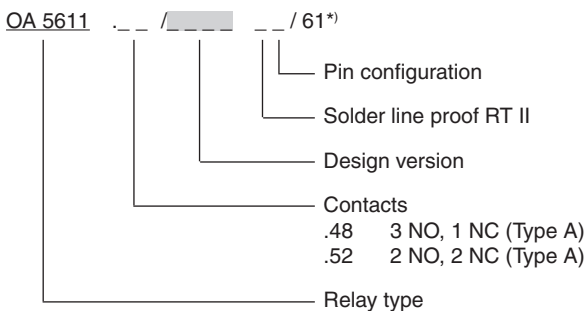 OA 5611 ._ _ /_ _ _ _ _ _ / 61*)
Pin configuration
Solder line proof RT II
Design version
Contacts
.48 3 NO, 1 NC (Type A)
.52 2 NO, 2 NC (Type A)
Relay type